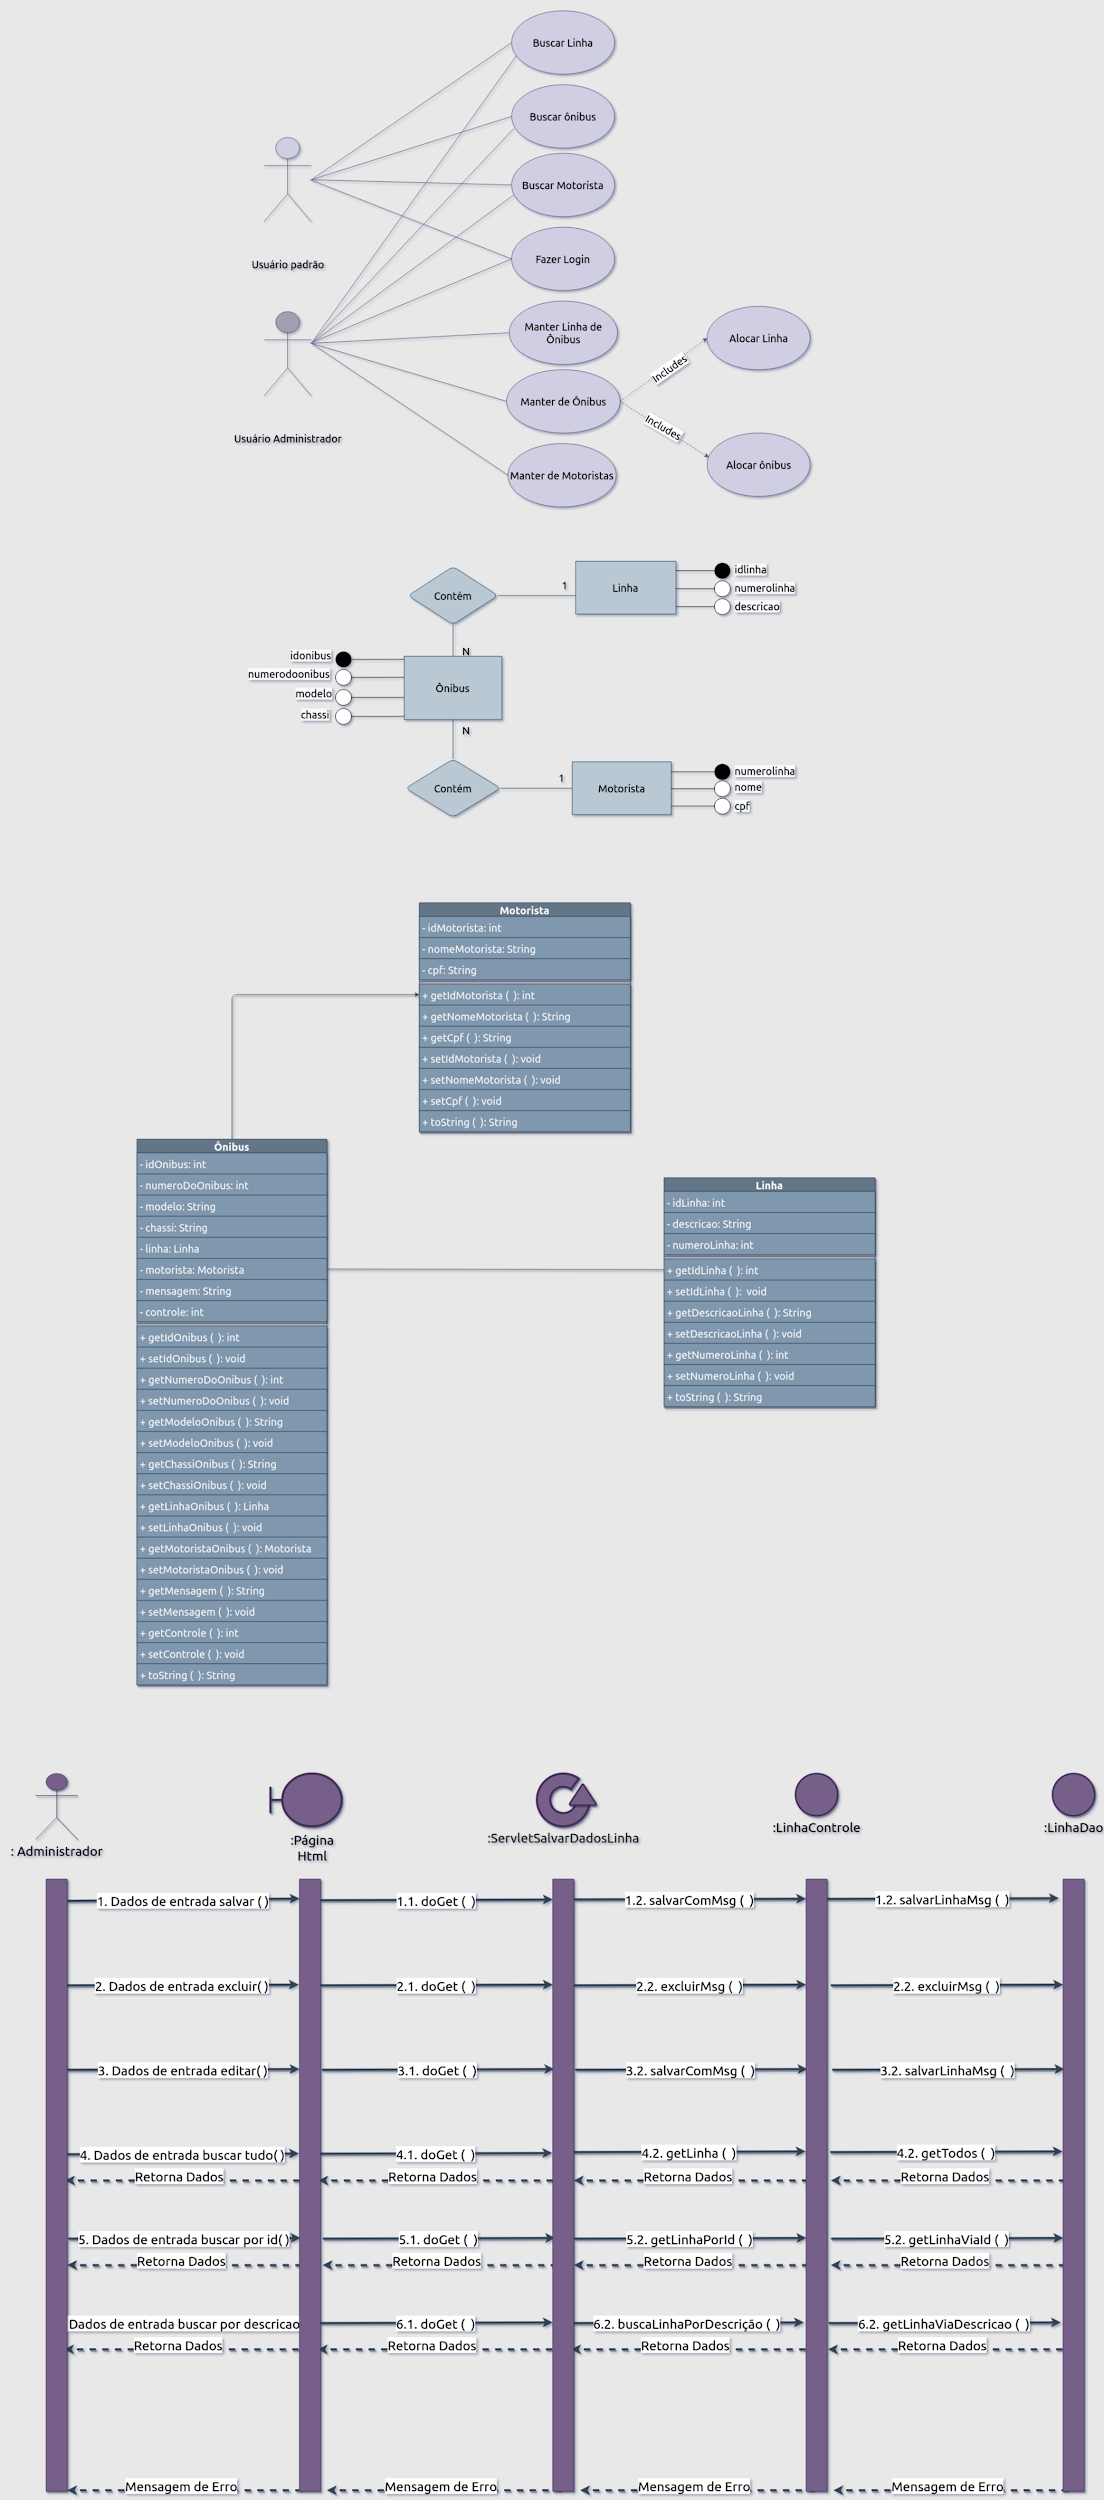 Buscar Linha
Buscar ônibus
Buscar Motorista
Usuário padrão
Fazer Login
Manter Linha de
Ônibus
Alocar Linha
Includes
Manter de Ônibus
Includes
Usuário Administrador
Alocar ônibus
Manter de Motoristas
Contém
1
Linha
idlinha
numerolinha
descricao
N
idonibus
numerodoonibus
modelo
chassi
Ônibus
N
Contém
1
Motorista
numerolinha
nome
cpf
Motorista
- idMotorista: int
- nomeMotorista: String
- cpf: String
+ getIdMotorista ( ): int
+ getNomeMotorista ( ): String
+ getCpf ( ): String
+ setIdMotorista ( ): void
+ setNomeMotorista ( ): void
+ setCpf ( ): void
+ toString ( ): String
Ônibus
- idOnibus: int
- numeroDoOnibus: int
- modelo: String
- chassi: String
- linha: Linha
- motorista: Motorista
- mensagem: String
- controle: int
+ getIdOnibus ( ): int
+ setIdOnibus ( ): void
+ getNumeroDoOnibus ( ): int
+ setNumeroDoOnibus ( ): void
+ getModeloOnibus ( ): String
+ setModeloOnibus ( ): void
+ getChassiOnibus ( ): String
+ setChassiOnibus ( ): void
+ getLinhaOnibus ( ): Linha
+ setLinhaOnibus ( ): void
+ getMotoristaOnibus ( ): Motorista
+ setMotoristaOnibus ( ): void
+ getMensagem ( ): String
+ setMensagem ( ): void
+ getControle ( ): int
+ setControle ( ): void
+ toString ( ): String
Linha
- idLinha: int
- descricao: String
- numeroLinha: int
+ getIdLinha ( ): int
+ setIdLinha ( ): void
+ getDescricaoLinha ( ): String
+ setDescricaoLinha ( ): void
+ getNumeroLinha ( ): int
+ setNumeroLinha ( ): void
+ toString ( ): String
: Administrador
:Página
Html
:ServletSalvarDadosLinha
:LinhaControle
:LinhaDao
1. Dados de entrada salvar ( )
1.1. doGet ( )
1.2. salvarComMsg ( )
1.2. salvarLinhaMsg ( )
2. Dados de entrada excluir( )
2.1. doGet ( )
2.2. excluirMsg ( )
2.2. excluirMsg ( )
3. Dados de entrada editar( )
3.1. doGet ( )
3.2. salvarComMsg ( )
3.2. salvarLinhaMsg ( )
4. Dados de entrada buscar tudo( )
4.1. doGet ( )
4.2. getLinha ( )
4.2. getTodos ( )
Retorna Dados
Retorna Dados
Retorna Dados
Retorna Dados
5. Dados de entrada buscar por id( )
5.1. doGet ( )
5.2. getLinhaPorId ( )
5.2. getLinhaViaId ( )
Retorna Dados
Retorna Dados
Retorna Dados
Retorna Dados
Dados de entrada buscar por descricao
6.1. doGet ( )
6.2. buscaLinhaPorDescrição ( )
6.2. getLinhaViaDescricao ( )
Retorna Dados
Retorna Dados
Retorna Dados
Retorna Dados
Mensagem de Erro
Mensagem de Erro
Mensagem de Erro
Mensagem de Erro